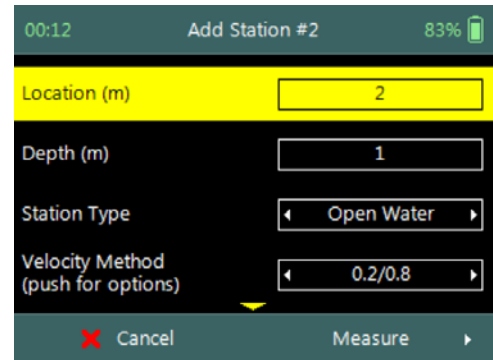 00:12 Add Station #2 83%
Location (m) 2
Depth (m) 1
Station Type Open Water
Velocity Method
(push for options) 0.2/0.8
Cancel Measure